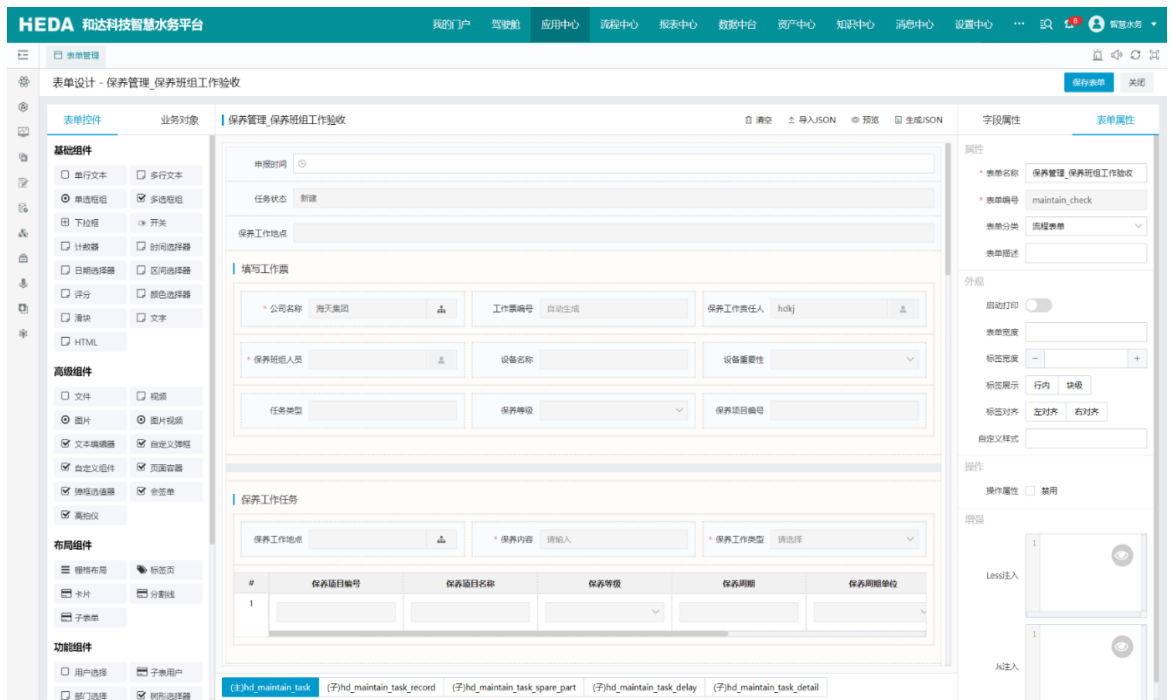 HEDA 和达科技智慧水务平台
我的门户 驾驶舱 应用中心 流程中心 报表中心 数据中台 资产中心 知识中心 消息中心 设置中心 ··· 8 智慧水务
表单管理
表单设计 - 保养管理_保养班组工作验收
保存表单 关闭
表单控件 业务对象
基础组件
单行文本 多行文本
单选框组 多选框组
下拉框 开关
计数器 时间选择器
日期选择器 区间选择器
评分 颜色选择器
滑块 文字
HTML
高级组件
文件 视频
图片 图片视频
文本编辑器 自定义弹框
自定义组件 页面容器
弹框选值器 会签单
高拍仪
布局组件
栅格布局 标签页
卡片 分割线
子表单
功能组件
用户选择 子表用户
部门选择 树形选择器
保养管理_保养班组工作验收
清空 导入JSON 预览 生成JSON
申报时间
任务状态 新建
保养工作地点
填写工作票
* 公司名称 海天集团 工作票编号 自动生成 保养工作责任人 hdkj
* 保养班组人员 设备名称 设备重要性
任务类型 保养等级 保养项目编号
保养工作任务
保养工作地点 * 保养内容 请输入 * 保养工作类型 请选择
# 保养项目编号 保养项目名称 保养等级 保养周期 保养周期单位
1
(主)hd_maintain_task (子)hd_maintain_task_record (子)hd_maintain_task_spare_part (子)hd_maintain_task_delay (子)hd_maintain_task_detail
字段属性 表单属性
属性
* 表单名称 保养管理_保养班组工作验收
* 表单编号 maintain_check
表单分类 流程表单
表单描述
外观
启动打印
表单宽度
标签宽度 − +
标签展示 行内 块级
标签对齐 左对齐 右对齐
自定义样式
操作
操作属性 禁用
增强
Less注入 1
Js注入 1